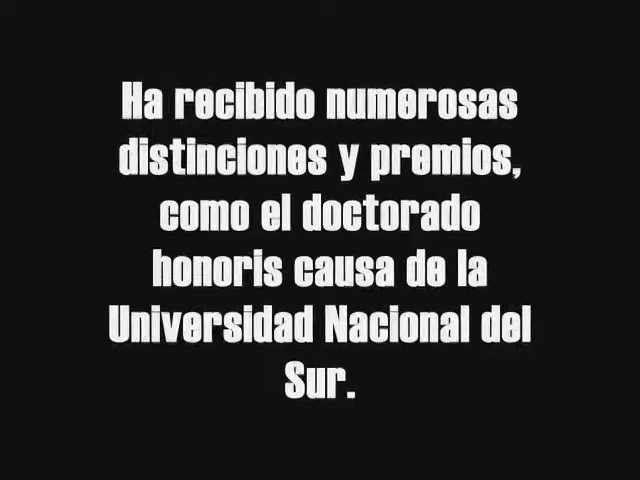 Ha recibido numerosas
distinciones y premios,
como el doctorado
honoris causa de la
Universidad Nacional del
Sur.